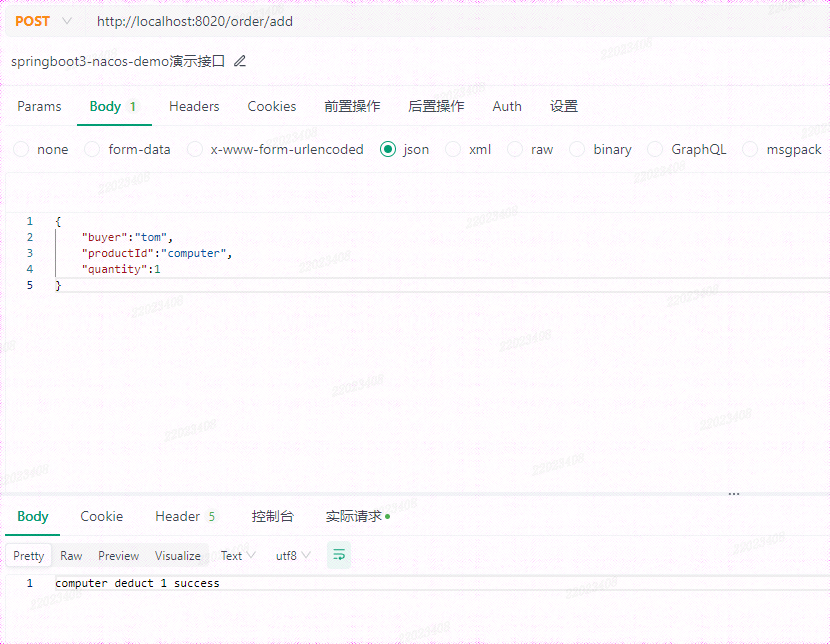 POST http://localhost:8020/order/add
springboot3-nacos-demo演示接口
Params Body 1 Headers Cookies 前置操作 后置操作 Auth 设置
none form-data x-www-form-urlencoded json xml raw binary GraphQL msgpack
1 {
2 "buyer":"tom",
3 "productId":"computer",
4 "quantity":1
5 }
Body Cookie Header 5 控制台 实际请求
Pretty Raw Preview Visualize Text utf8
1 computer deduct 1 success